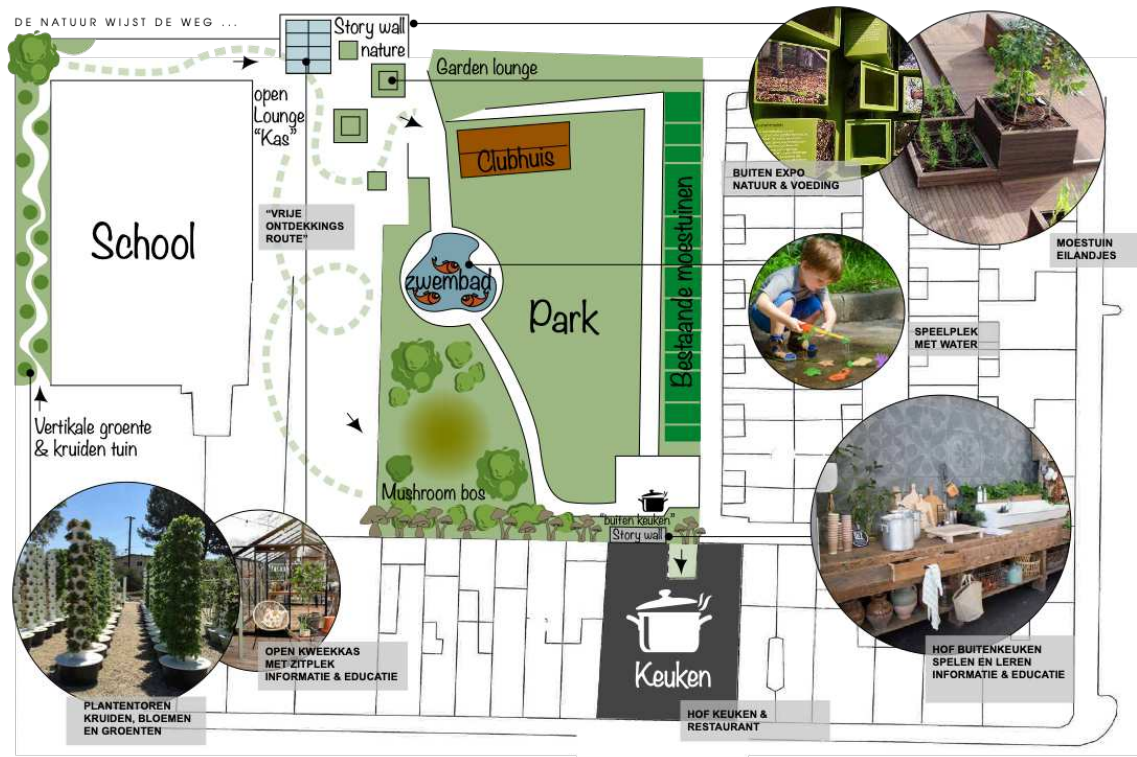 DE NATUUR WIJST DE WEG ...
Story wall
nature
Garden lounge
open
Lounge
"Kas"
Clubhuis
BUITEN EXPO
NATUUR & VOEDING
MOESTUIN
EILANDJES
"VRIJE
ONTDEKKINGS
ROUTE"
School
zwembad
Park
Bestaande moestuinen
SPEELPLEK
MET WATER
Vertikale groente
& kruiden tuin
Mushroom bos
"buiten keuken"
Story wall
Keuken
OPEN KWEEKKAS
MET ZITPLEK
INFORMATIE & EDUCATIE
HOF BUITENKEUKEN
SPELEN EN LEREN
INFORMATIE & EDUCATIE
PLANTENTOREN
KRUIDEN, BLOEMEN
EN GROENTEN
HOF KEUKEN &
RESTAURANT